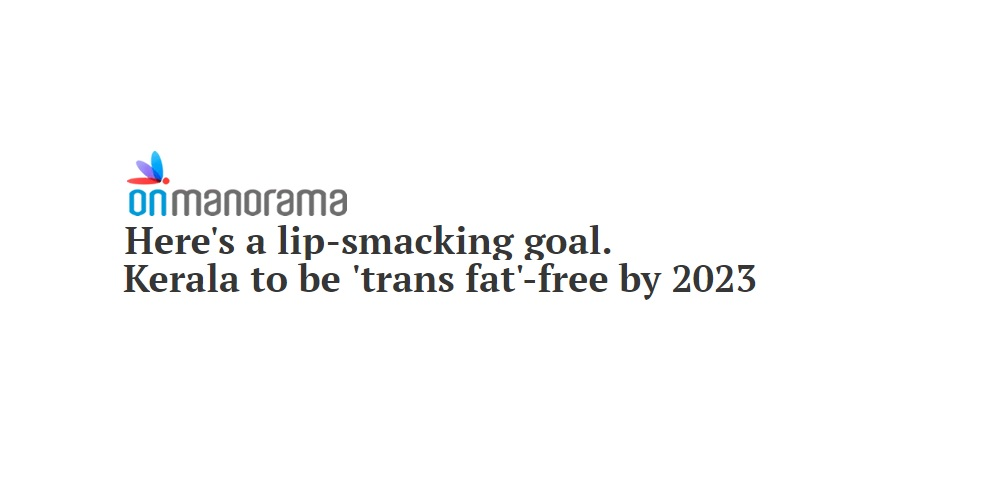 onmanorama
Here's a lip-smacking goal.
Kerala to be 'trans fat'-free by 2023